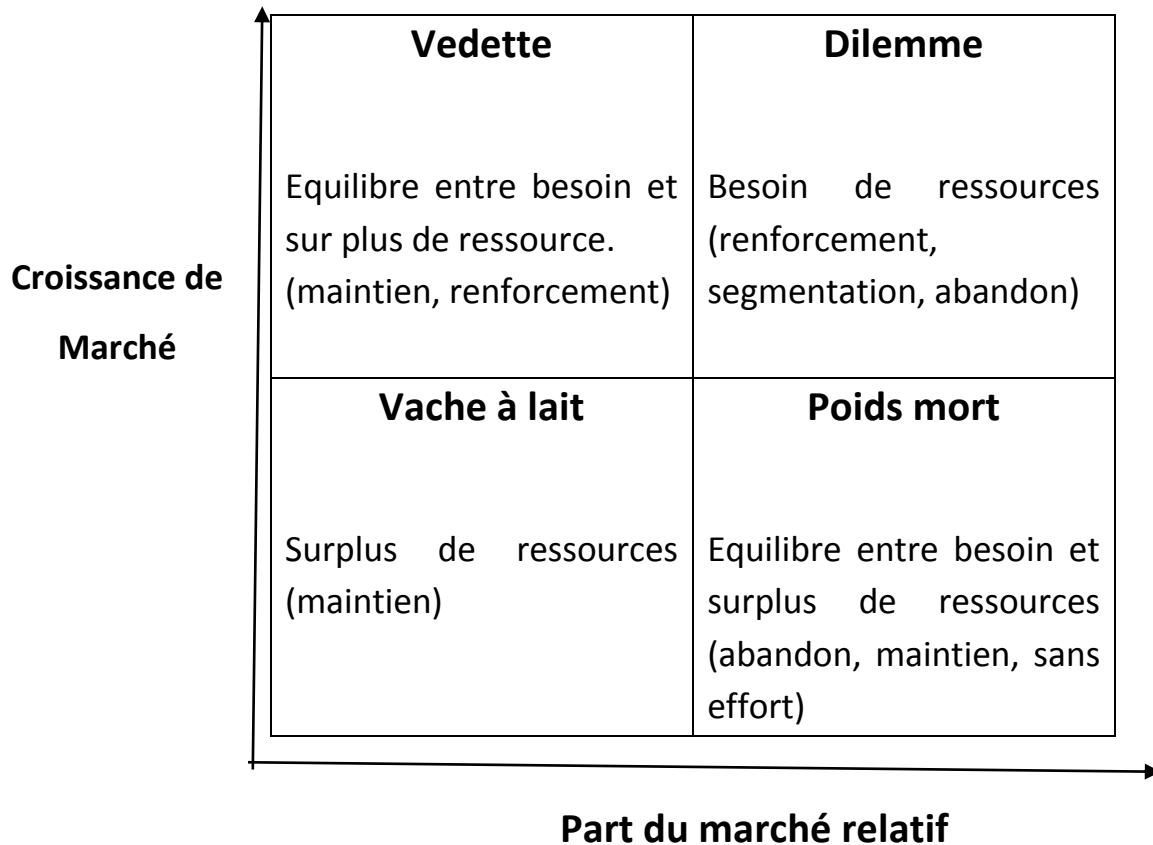 Vedette
Dilemme
Equilibre entre besoin et
sur plus de ressource.
(maintien, renforcement)
Besoin de ressources
(renforcement,
segmentation, abandon)
Croissance de
Marché
Vache à lait
Poids mort
Surplus de ressources
(maintien)
Equilibre entre besoin et
surplus de ressources
(abandon, maintien, sans
effort)
Part du marché relatif